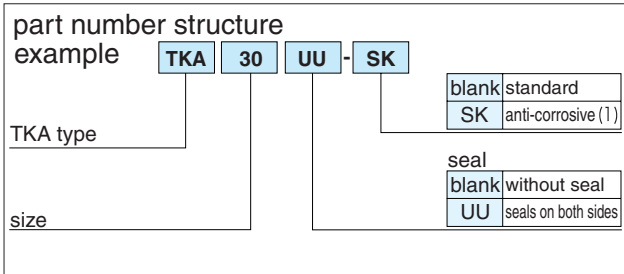 part number structure
example TKA 30 UU - SK
blank standard
SK anti-corrosive (1)
TKA type
seal
blank without seal
UU seals on both sides
size